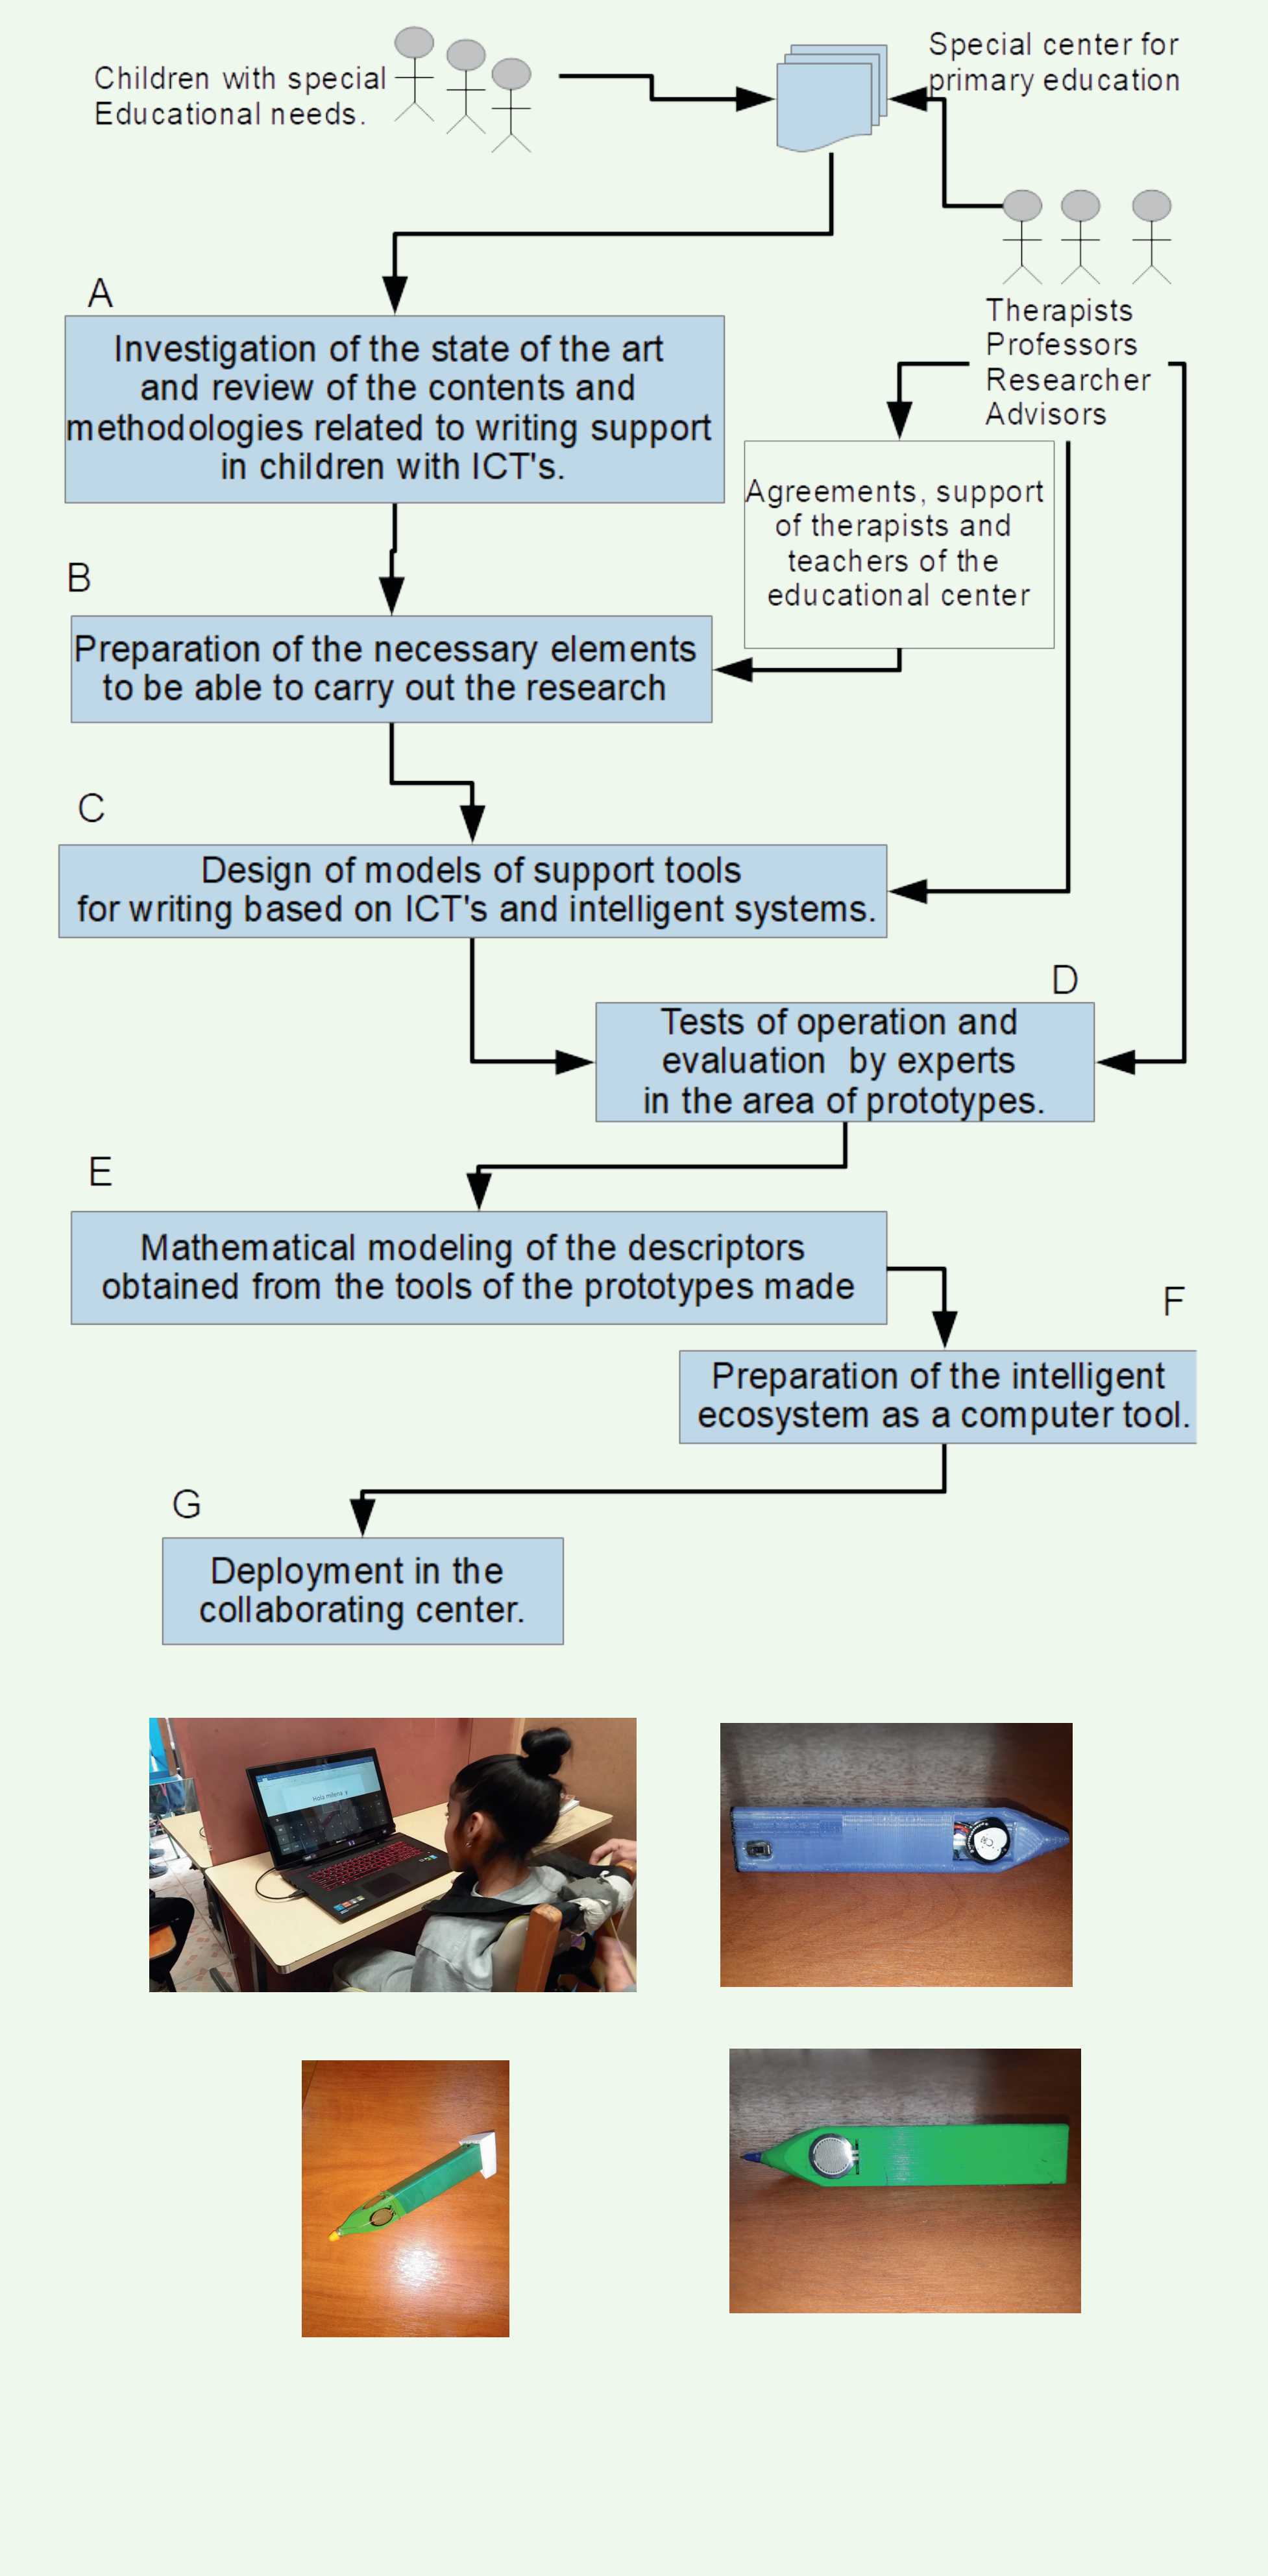 Children with special
Educational needs.
Special center for
primary education
Therapists
Professors
Researcher
Advisors
A
Investigation of the state of the art
and review of the contents and
methodologies related to writing support
in children with ICT's.
Agreements, support
of therapists and
teachers of the
educational center
B
Preparation of the necessary elements
to be able to carry out the research
C
Design of models of support tools
for writing based on ICT's and intelligent systems.
D
Tests of operation and
evaluation by experts
in the area of prototypes.
E
Mathematical modeling of the descriptors
obtained from the tools of the prototypes made
F
Preparation of the intelligent
ecosystem as a computer tool.
G
Deployment in the
collaborating center.
Hola milena y